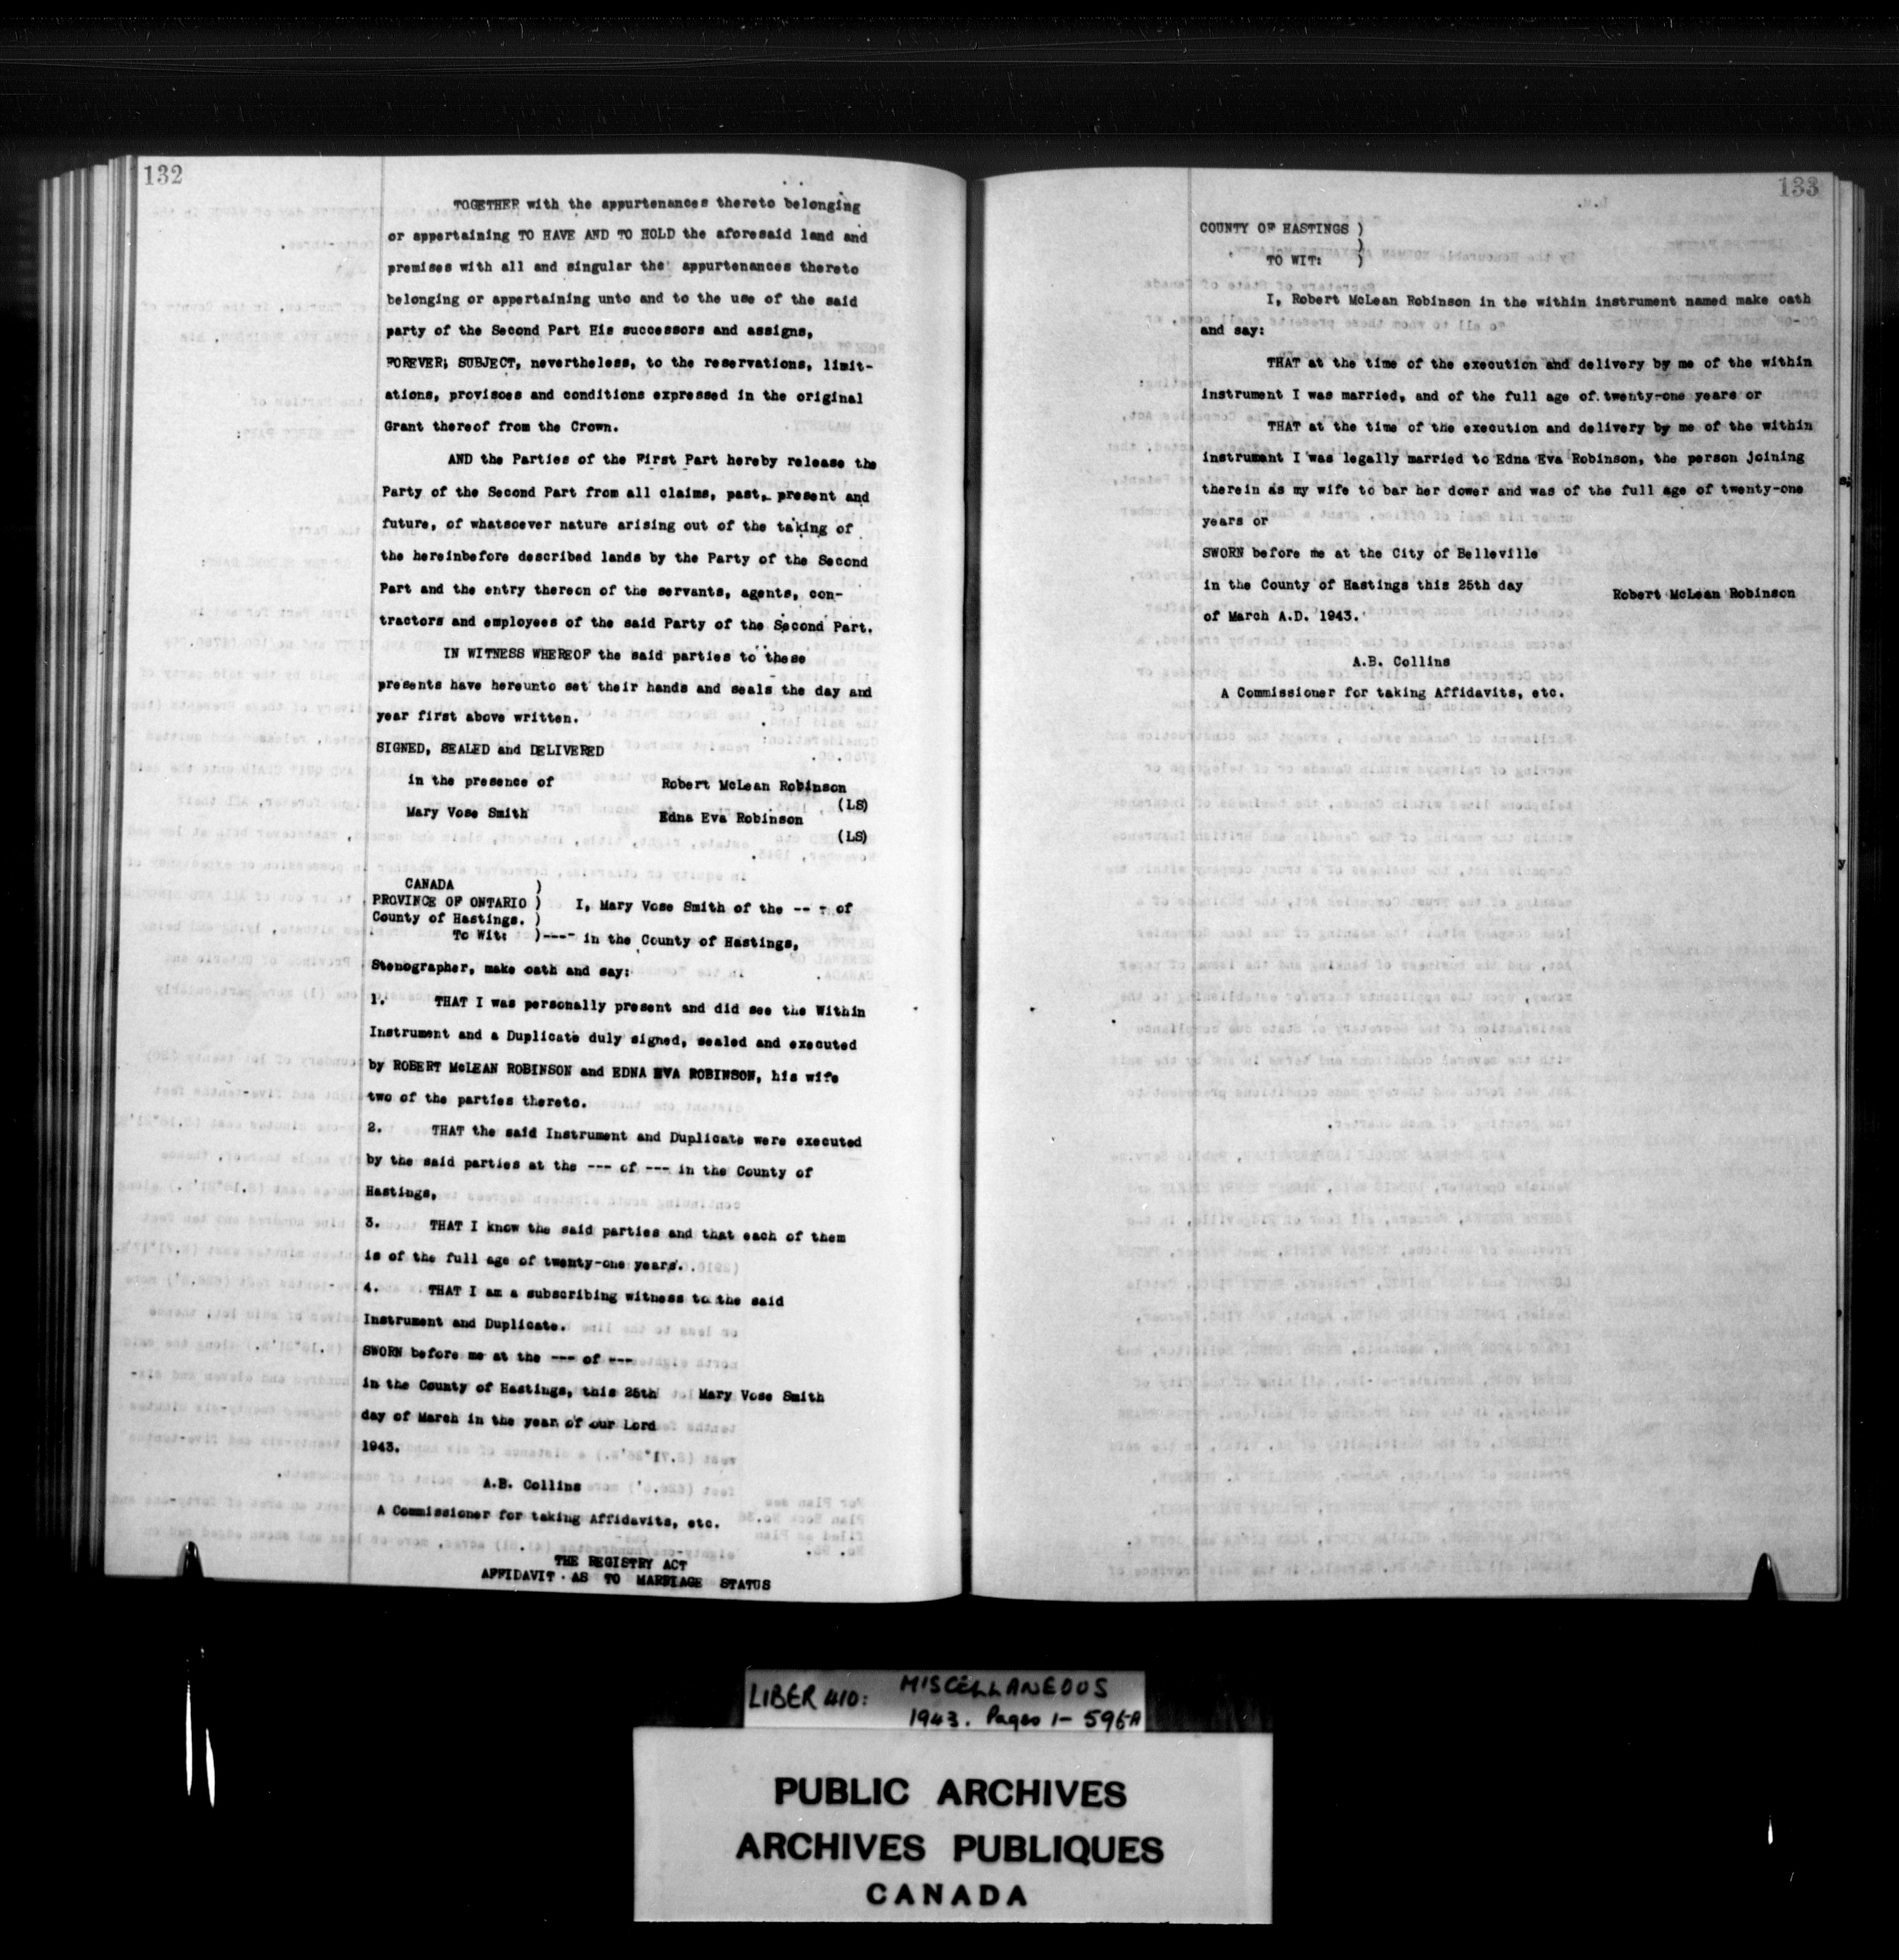 132
TOGETHER with the appurtenances thereto belonging
or appertaining TO HAVE AND TO HOLD the aforesaid land and
premises with all and singular the appurtenances thereto
belonging or appertaining unto and to the use of the said
party of the Second Part His successors and assigns,
FOREVER; SUBJECT, nevertheless, to the reservations, limit-
ations, provisoes and conditions expressed in the original
Grant thereof from the Crown.
AND the Parties of the First Part hereby release the
Party of the Second Part from all claims, past, present and
future, of whatsoever nature arising out of the taking of
the hereinbefore described lands by the Party of the Second
Part and the entry thereon of the servants, agents, con-
tractors and employees of the said Party of the Second Part.
IN WITNESS WHEREOF the said parties to these
presents have hereunto set their hands and seals the day and
year first above written.
SIGNED, SEALED and DELIVERED
in the presence of Robert McLean Robinson
(LS)
Mary Vose Smith Edna Eva Robinson
(LS)
CANADA )
PROVINCE OF ONTARIO ) I, Mary Vose Smith of the -- - of
County of Hastings. )
To Wit: )---- in the County of Hastings,
Stenographer, make oath and say:
1. THAT I was personally present and did see the Within
Instrument and a Duplicate duly signed, sealed and executed
by ROBERT McLEAN ROBINSON and EDNA EVA ROBINSON, his wife
two of the parties thereto.
2. THAT the said Instrument and Duplicate were executed
by the said parties at the --- of --- in the County of
Hastings,
3. THAT I know the said parties and that each of them
is of the full age of twenty-one years.
4. THAT I am a subscribing witness to the said
Instrument and Duplicate.
SWORN before me at the --- of ---
in the County of Hastings, this 25th Mary Vose Smith
day of March in the year of our Lord
1943.
A.B. Collins
A Commissioner for taking Affidavits, etc.
THE REGISTRY ACT
AFFIDAVIT AS TO MARRIAGE STATUS
133
COUNTY OF HASTINGS )
)
TO WIT: )
I, Robert McLean Robinson in the within instrument named make oath
and say:
THAT at the time of the execution and delivery by me of the within
instrument I was married, and of the full age of twenty-one years or
THAT at the time of the execution and delivery by me of the within
instrument I was legally married to Edna Eva Robinson, the person joining
therein as my wife to bar her dower and was of the full age of twenty-one
years or
SWORN before me at the City of Belleville
in the County of Hastings this 25th day
Robert McLean Robinson
of March A.D. 1943.
A.B. Collins
A Commissioner for taking Affidavits, etc.
LIBER 410: MISCELLANEOUS
1943. Pages 1- 596A
PUBLIC ARCHIVES
ARCHIVES PUBLIQUES
CANADA